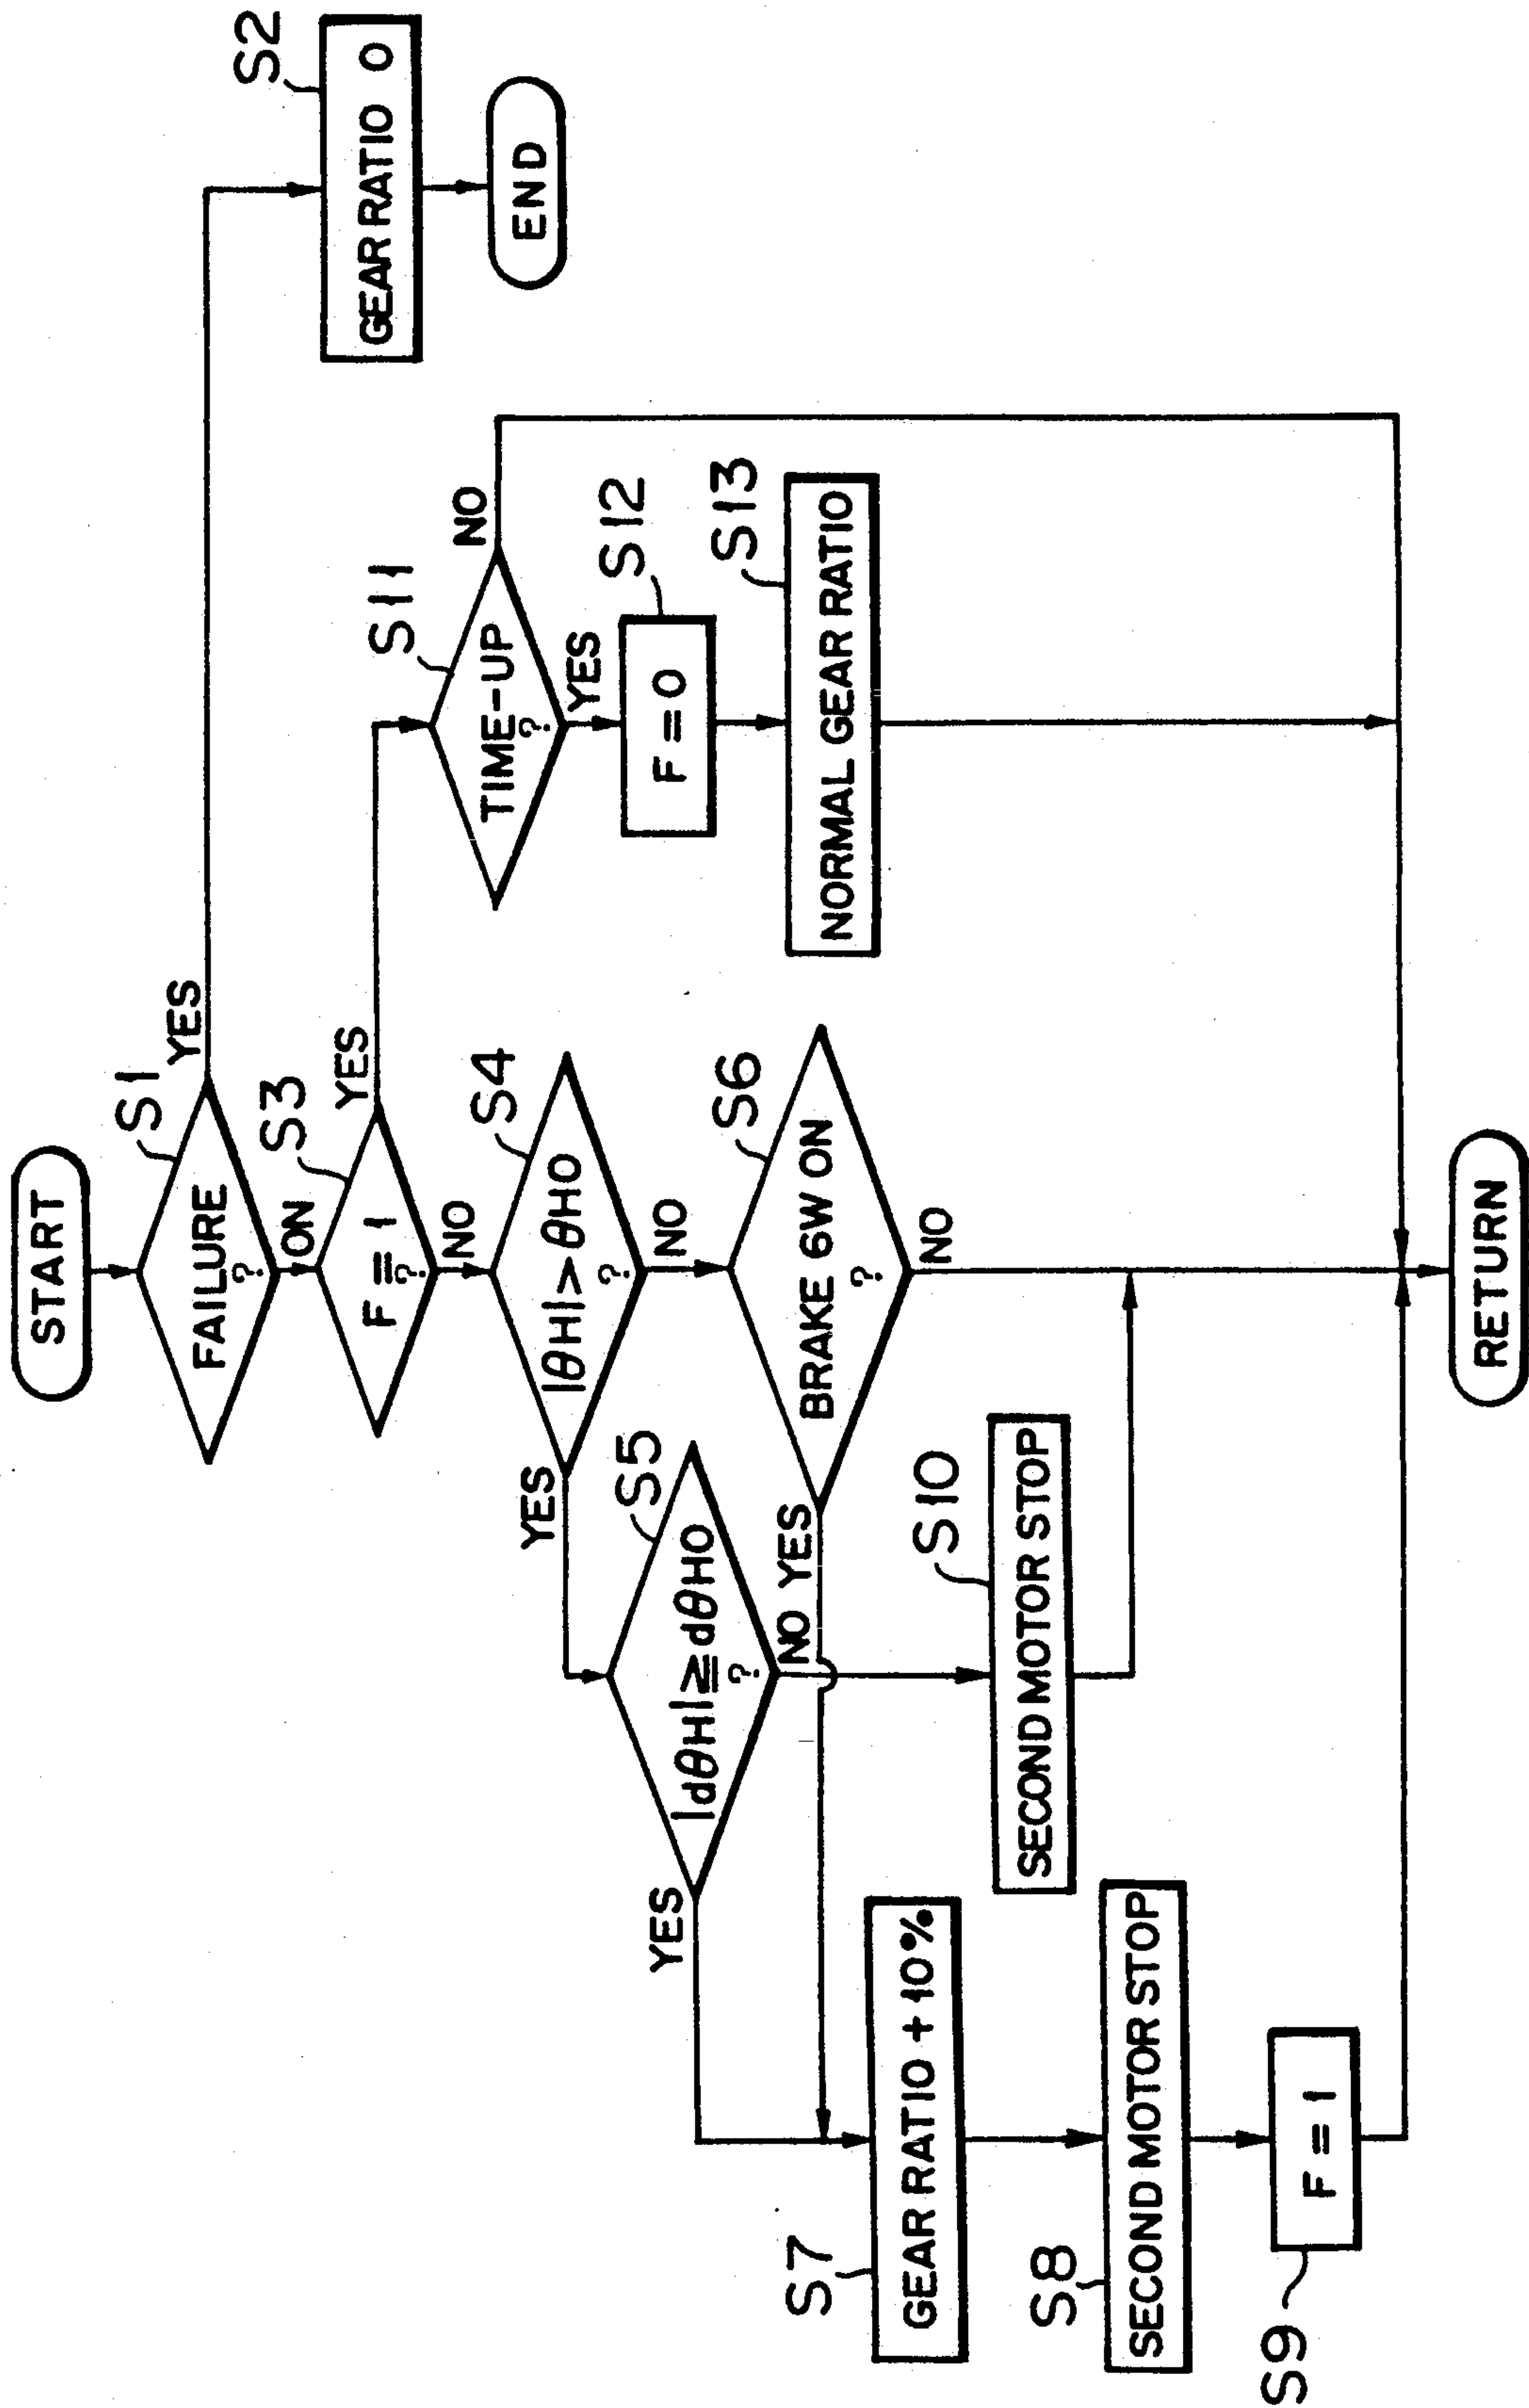 START
S1
FAILURE
?
YES
ON
S2
GEAR RATIO 0
END
S3
F = 1
?
YES
NO
S4
|θH|>θHO
?
YES
NO
S5
|dθH|≧dθHO
?
YES
NO
S6
BRAKE 6W ON
?
YES
NO
S7
GEAR RATIO + 10%
S8
SECOND MOTOR STOP
S9
F = 1
S10
SECOND MOTOR STOP
S11
TIME-UP
?
NO
YES
S12
F = 0
S13
NORMAL GEAR RATIO
RETURN